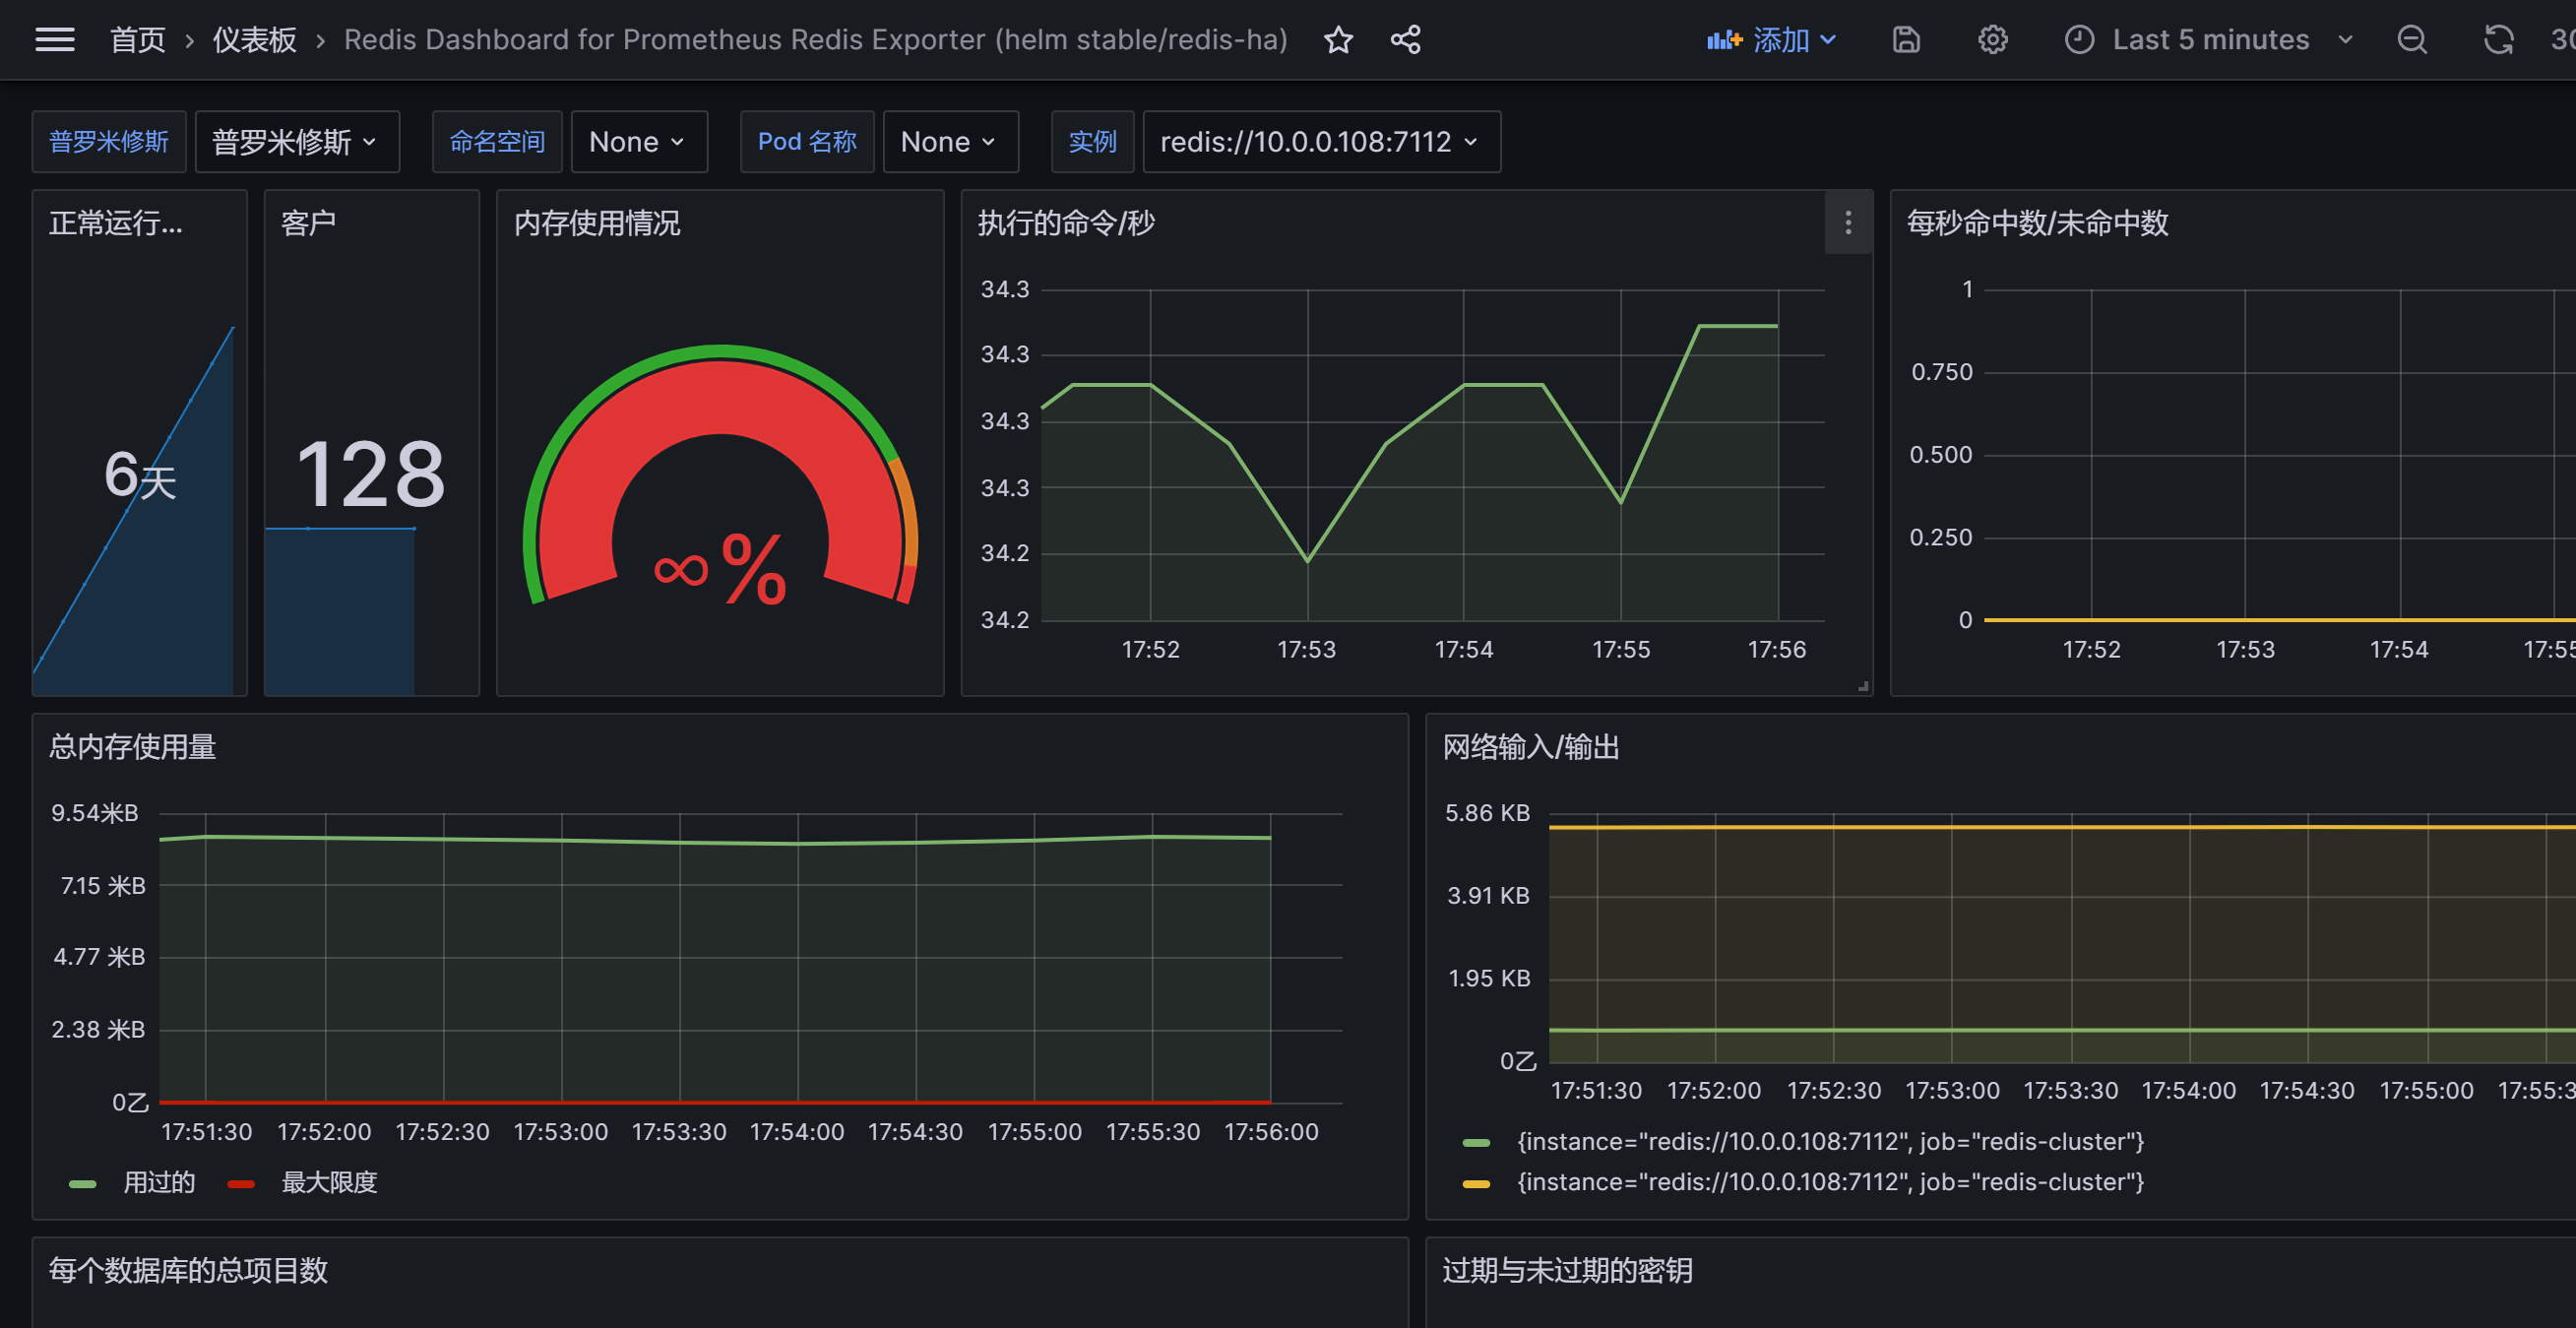 首页 › 仪表板 › Redis Dashboard for Prometheus Redis Exporter (helm stable/redis-ha)
添加
Last 5 minutes
普罗米修斯 普罗米修斯
命名空间 None
Pod 名称 None
实例 redis://10.0.0.108:7112
正常运行...
6天
客户
128
内存使用情况
∞%
执行的命令/秒
34.3
34.3
34.3
34.3
34.2
34.2
17:52 17:53 17:54 17:55 17:56
每秒命中数/未命中数
1
0.750
0.500
0.250
0
17:52 17:53 17:54 17:55
总内存使用量
9.54米B
7.15 米B
4.77 米B
2.38 米B
0乙
17:51:30 17:52:00 17:52:30 17:53:00 17:53:30 17:54:00 17:54:30 17:55:00 17:55:30 17:56:00
用过的 最大限度
网络输入/输出
5.86 KB
3.91 KB
1.95 KB
0乙
17:51:30 17:52:00 17:52:30 17:53:00 17:53:30 17:54:00 17:54:30 17:55:00 17:55:3
{instance="redis://10.0.0.108:7112", job="redis-cluster"}
{instance="redis://10.0.0.108:7112", job="redis-cluster"}
每个数据库的总项目数
过期与未过期的密钥